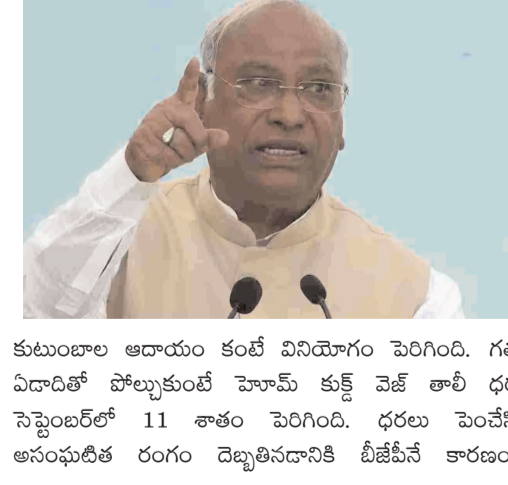 కుటుంబాల ఆదాయం కంటే వినియోగం పెరిగింది.
ఏడాదితో పోల్చుకుంటే హెూమ్ కుక్డ్ వెజ్ తాలీ
సెప్టెంబర్‌లో 11 శాతం పెరిగింది. ధరలు
అసంఘటిత రంగం దెబ్బతినడానికి బీజేపీనే